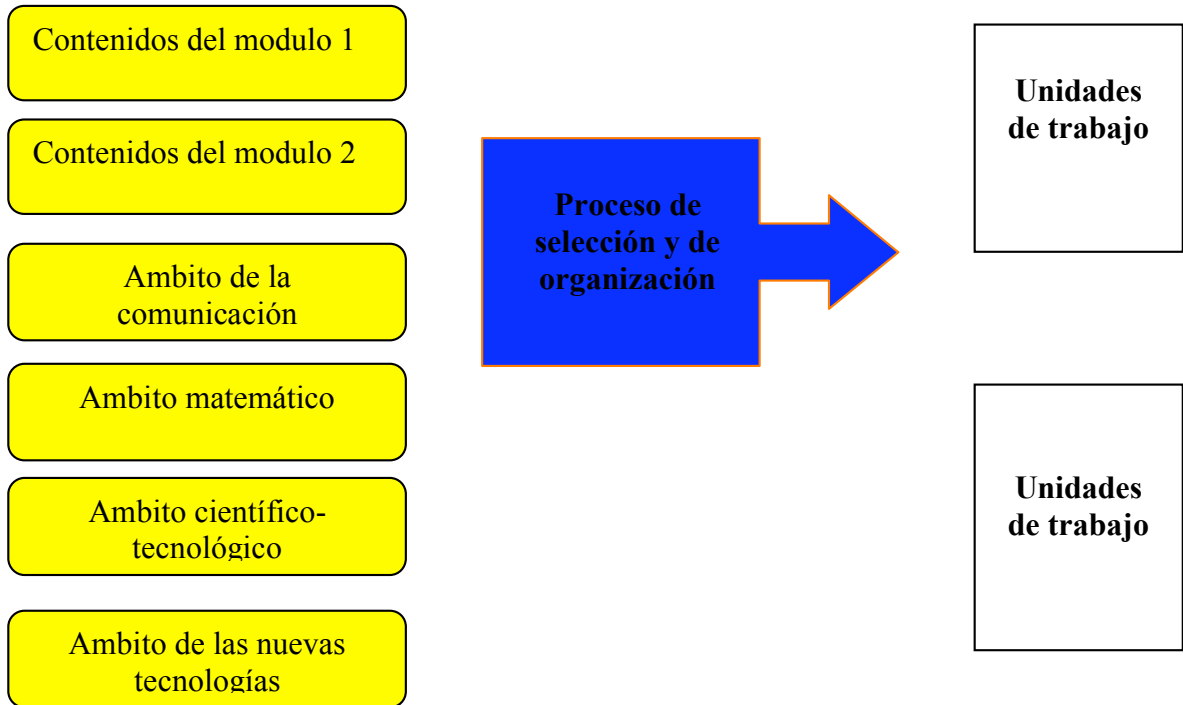 Contenidos del modulo 1
Contenidos del modulo 2
Ambito de la
comunicación
Ambito matemático
Ambito científico-
tecnológico
Ambito de las nuevas
tecnologías
Proceso de
selección y de
organización
Unidades
de trabajo
Unidades
de trabajo